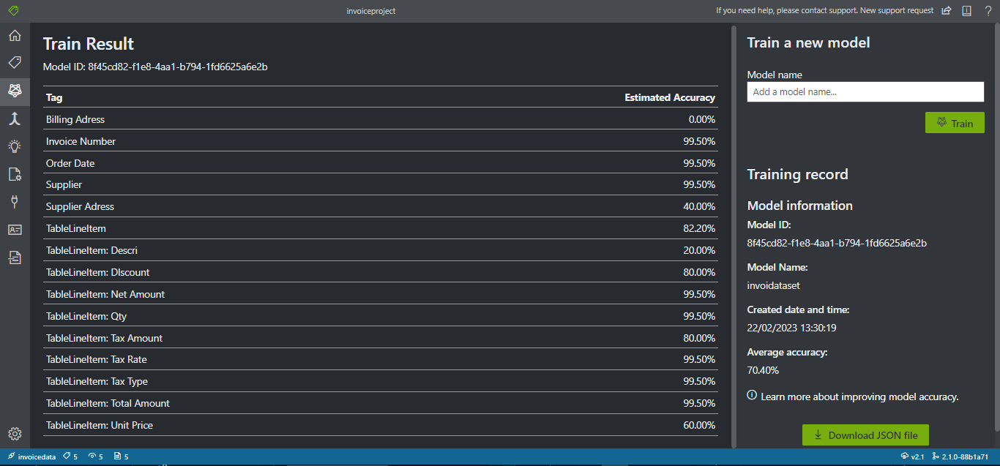 invoiceproject
If you need help, please contact support. New support request
Train Result
Model ID: 8f45cd82-f1e8-4aa1-b794-1fd6625a6e2b
Tag Estimated Accuracy
Billing Adress 0.00%
Invoice Number 99.50%
Order Date 99.50%
Supplier 99.50%
Supplier Adress 40.00%
TableLineItem 82.20%
TableLineItem: Descri 20.00%
TableLineItem: DIscount 80.00%
TableLineItem: Net Amount 99.50%
TableLineItem: Qty 99.50%
TableLineItem: Tax Amount 80.00%
TableLineItem: Tax Rate 99.50%
TableLineItem: Tax Type 99.50%
TableLineItem: Total Amount 99.50%
TableLineItem: Unit Price 60.00%
Train a new model
Model name
Add a model name...
Train
Training record
Model information
Model ID:
8f45cd82-f1e8-4aa1-b794-1fd6625a6e2b
Model Name:
invoidataset
Created date and time:
22/02/2023 13:30:19
Average accuracy:
70.40%
Learn more about improving model accuracy.
Download JSON file
invoicedata 5 5 5
v2.1 2.1.0-88b1a71